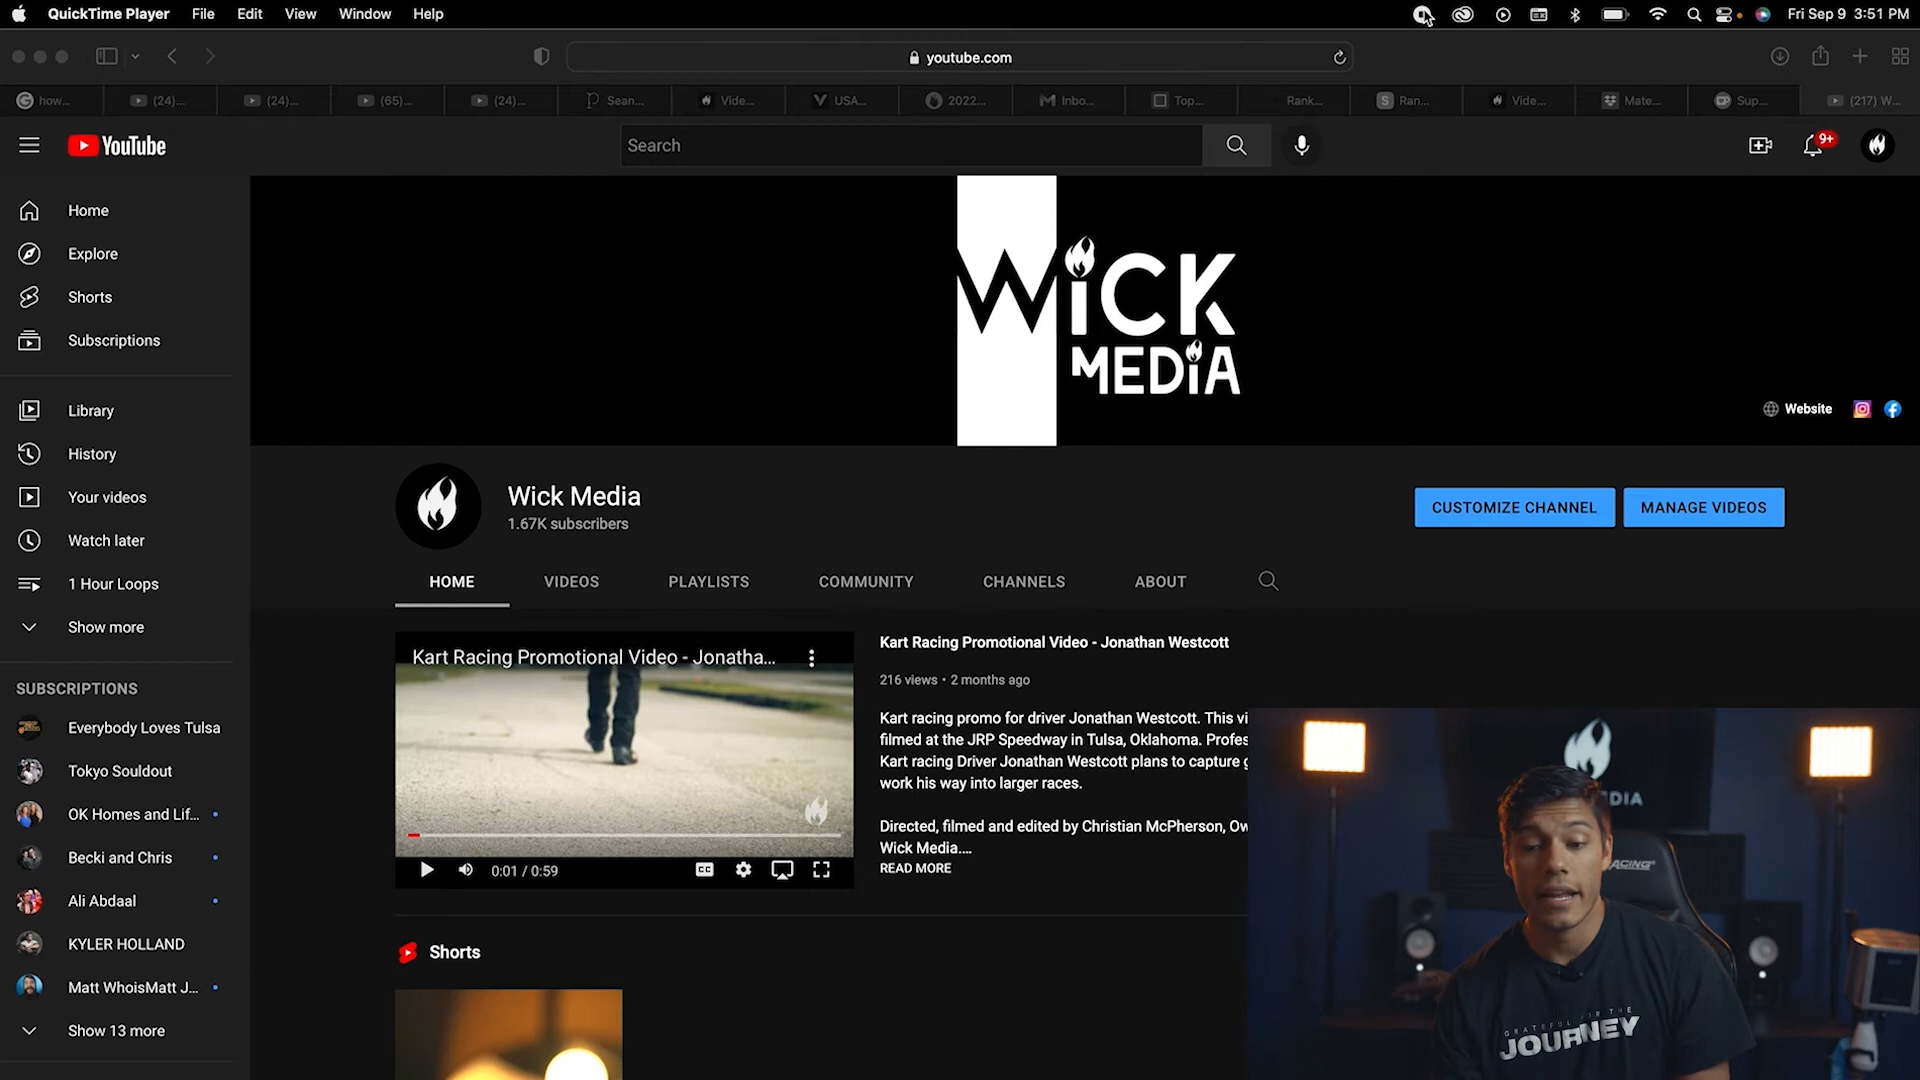 QuickTime Player File Edit View Window Help
Fri Sep 9 3:51 PM
youtube.com
how... (24)... (24)... (65)... (24)... Sean... Vide... USA... 2022... Inbo... Top... Rank... Ran... Vide... Mate... Sup... (217) W...
YouTube
Search
9+
Home
Explore
Shorts
Subscriptions
Library
History
Your videos
Watch later
1 Hour Loops
Show more
SUBSCRIPTIONS
Everybody Loves Tulsa
Tokyo Souldout
OK Homes and Lif...
Becki and Chris
Ali Abdaal
KYLER HOLLAND
Matt WhoisMatt J...
Show 13 more
WiCK
MEDiA
Website
Wick Media
1.67K subscribers
CUSTOMIZE CHANNEL
MANAGE VIDEOS
HOME VIDEOS PLAYLISTS COMMUNITY CHANNELS ABOUT
Kart Racing Promotional Video - Jonatha...
0:01 / 0:59
CC
Kart Racing Promotional Video - Jonathan Westcott
216 views • 2 months ago
Kart racing promo for driver Jonathan Westcott. This vi
filmed at the JRP Speedway in Tulsa, Oklahoma. Profes
Kart racing Driver Jonathan Westcott plans to capture g
work his way into larger races.
Directed, filmed and edited by Christian McPherson, Ow
Wick Media....
READ MORE
Shorts
DIA
ACING
GRATEFUL FOR THE
JOURNEY